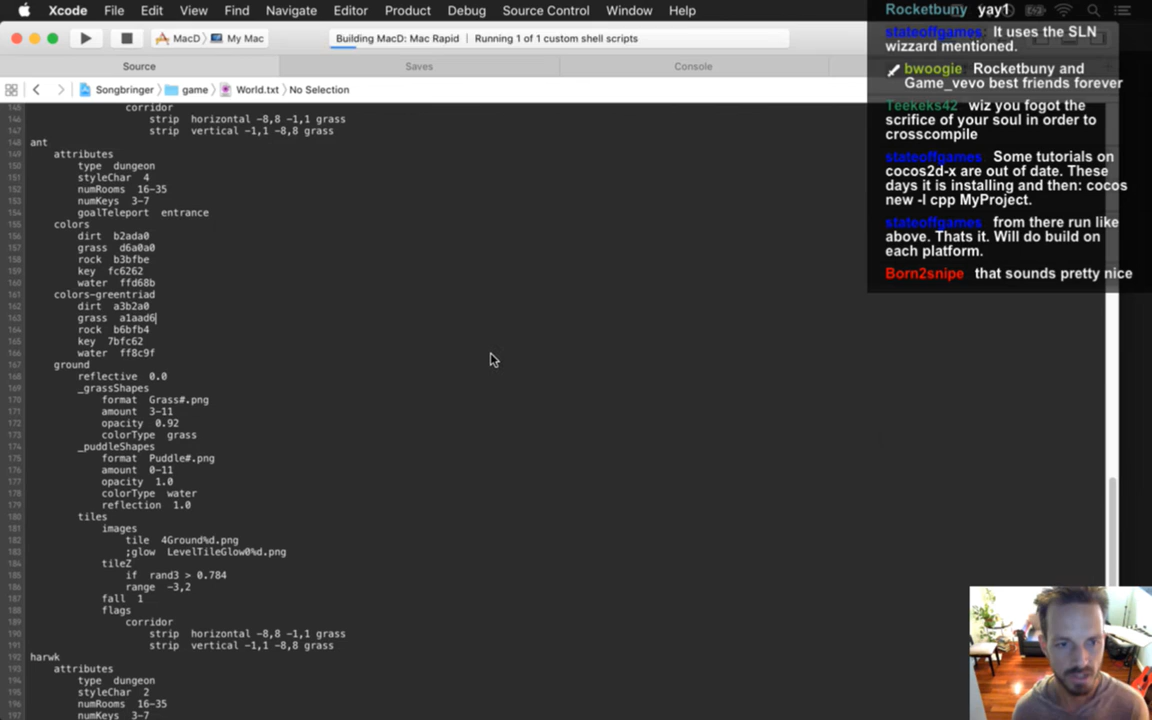 Xcode File Edit View Find Navigate Editor Product Debug Source Control Window Help
MacD My Mac Building MacD: Mac Rapid | Running 1 of 1 custom shell scripts
Source Saves Console
Songbringer game World.txt No Selection
145 corridor
146 strip horizontal -8,8 -1,1 grass
147 strip vertical -1,1 -8,8 grass
148 ant
149 attributes
150 type dungeon
151 styleChar 4
152 numRooms 16-35
153 numKeys 3-7
154 goalTeleport entrance
155 colors
156 dirt b2ada0
157 grass d6a0a0
158 rock b3bfbe
159 key fc6262
160 water ffd68b
161 colors-greentriad
162 dirt a3b2a0
163 grass a1aad6
164 rock b6bfb4
165 key 7bfc62
166 water ff8c9f
167 ground
168 reflective 0.0
169 _grassShapes
170 format Grass#.png
171 amount 3-11
172 opacity 0.92
173 colorType grass
174 _puddleShapes
175 format Puddle#.png
176 amount 0-11
177 opacity 1.0
178 colorType water
179 reflection 1.0
180 tiles
181 images
182 tile 4Ground%d.png
183 ;glow LevelTileGlow0%d.png
184 tileZ
185 if rand3 > 0.784
186 range -3,2
187 fall 1
188 flags
189 corridor
190 strip horizontal -8,8 -1,1 grass
191 strip vertical -1,1 -8,8 grass
192 harwk
193 attributes
194 type dungeon
195 styleChar 2
196 numRooms 16-35
197 numKeys 3-7
Rocketbuny yay1
stateoffgames: It uses the SLN
wizzard mentioned.
bwoogie Rocketbuny and
Game_vevo best friends forever
Teekeks42 wiz you fogot the
scrifice of your soul in order to
crosscompile
stateoffgames: Some tutorials on
cocos2d-x are out of date. These
days it is installing and then: cocos
new -l cpp MyProject.
stateoffgames: from there run like
above. Thats it. Will do build on
each platform.
Born2snipe that sounds pretty nice